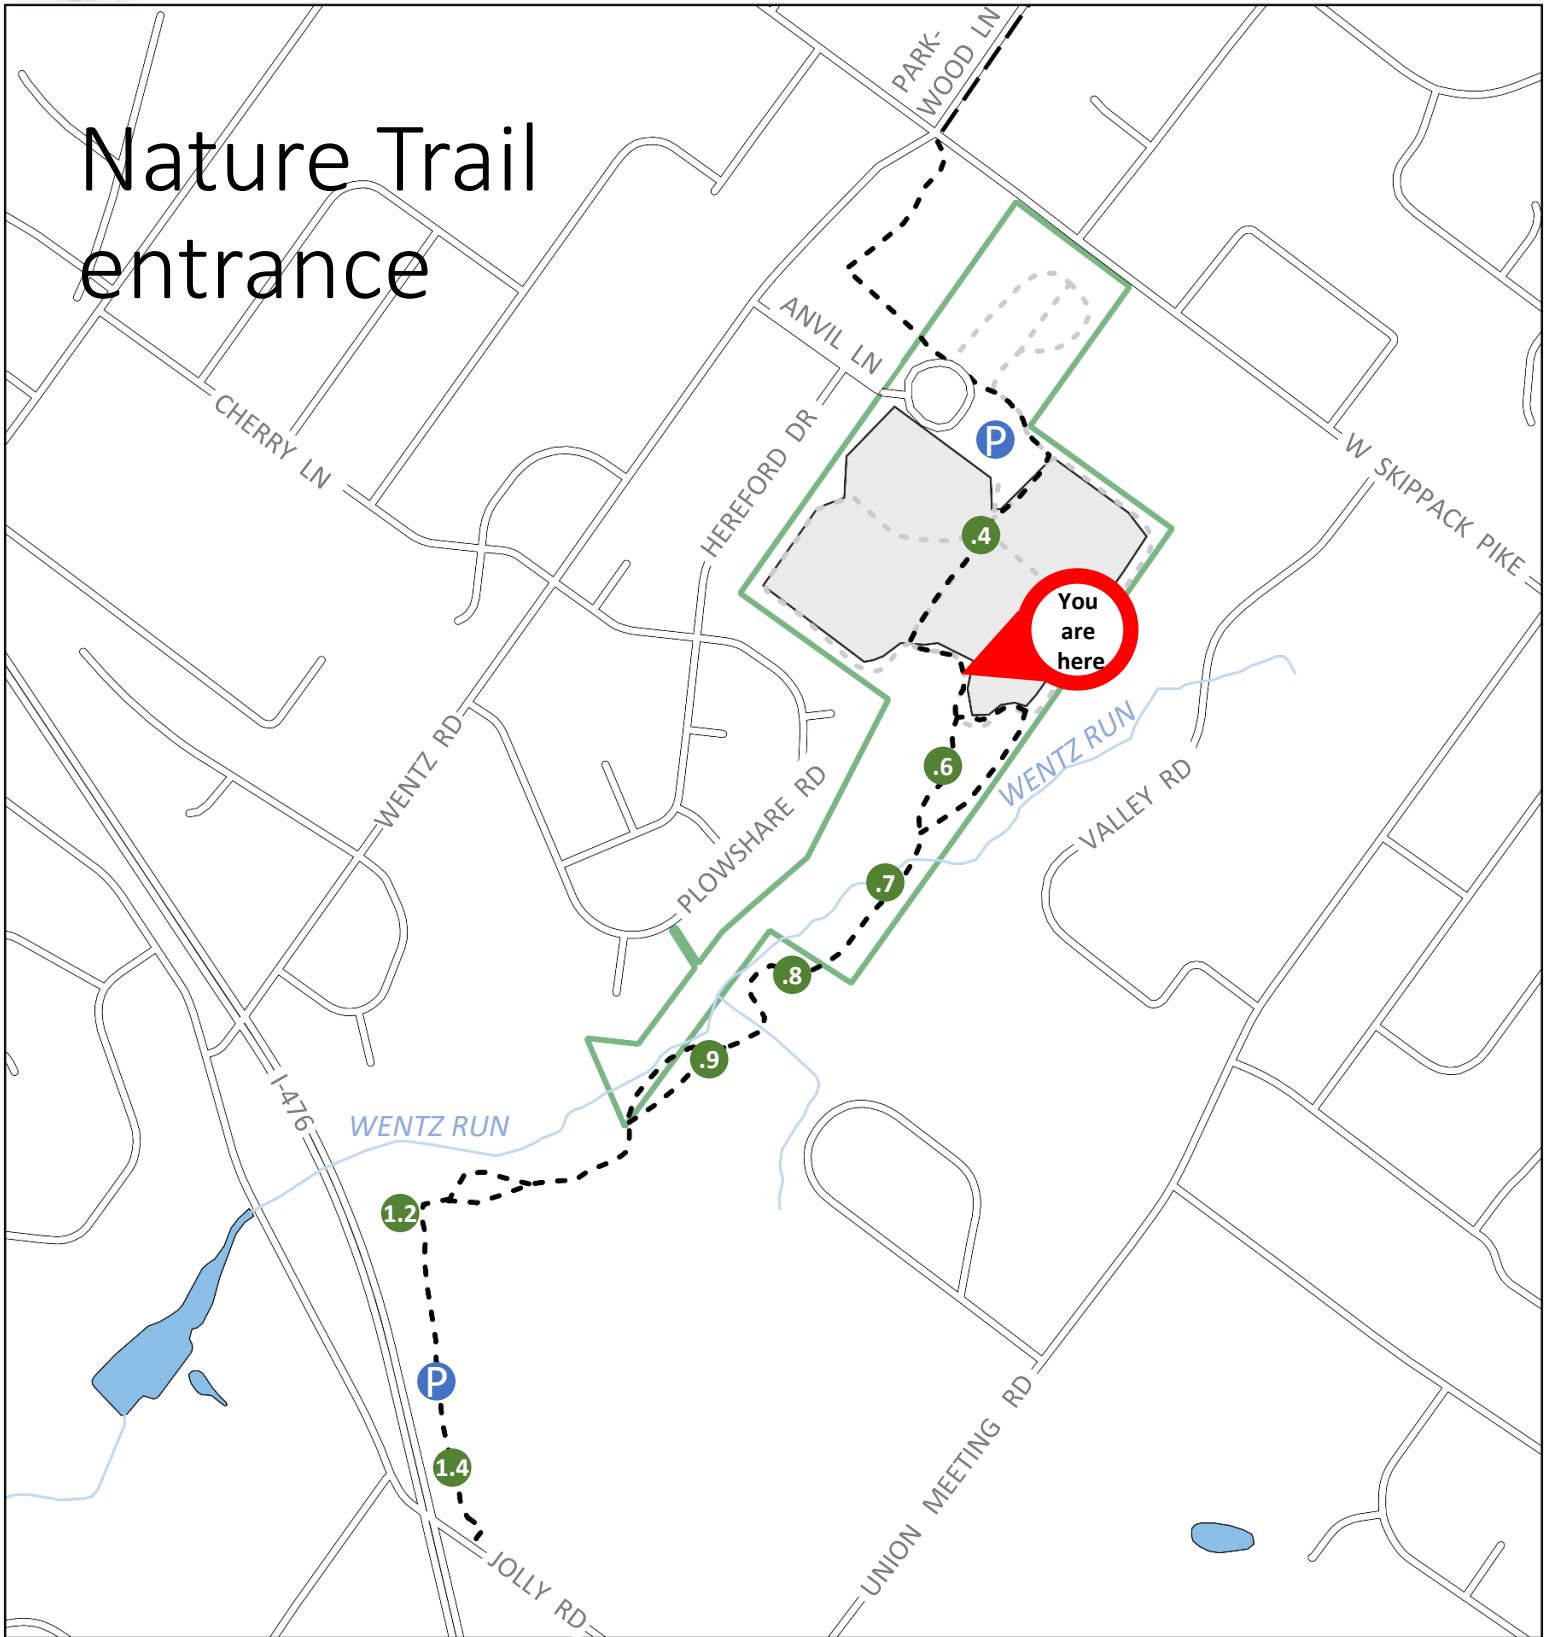 Nature Trail
entrance
PARK-
WOOD LN
ANVIL LN
CHERRY LN
HEREFORD DR
P
W SKIPPACK PIKE
.4
You
are
here
WENTZ RD
WENTZ RUN
.6
VALLEY RD
PLOWSHARE RD
.7
.8
.9
I-476
WENTZ RUN
1.2
P
1.4
UNION MEETING RD
JOLLY RD